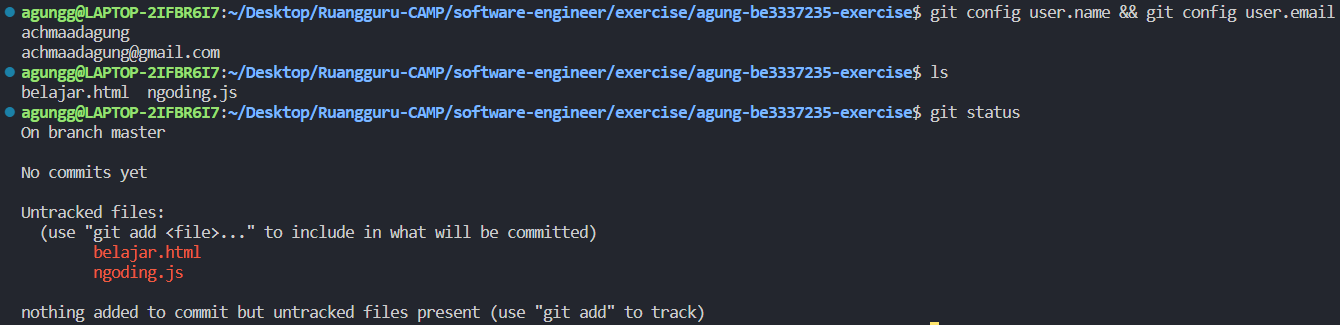 agungg@LAPTOP-2IFBR6I7:~/Desktop/Ruangguru-CAMP/software-engineer/exercise/agung-be3337235-exercise$ git config user.name && git config user.email
achmaadagung
achmaadagung@gmail.com
agungg@LAPTOP-2IFBR6I7:~/Desktop/Ruangguru-CAMP/software-engineer/exercise/agung-be3337235-exercise$ ls
belajar.html  ngoding.js
agungg@LAPTOP-2IFBR6I7:~/Desktop/Ruangguru-CAMP/software-engineer/exercise/agung-be3337235-exercise$ git status
On branch master
No commits yet
Untracked files:
  (use "git add <file>..." to include in what will be committed)
        belajar.html
        ngoding.js
nothing added to commit but untracked files present (use "git add" to track)